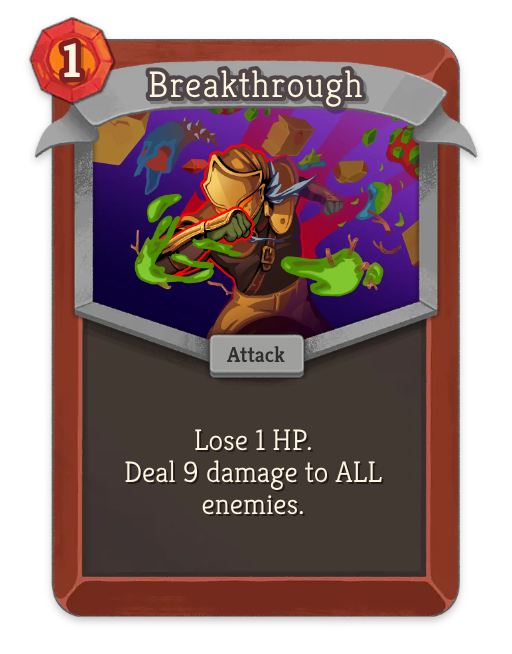 1
Breakthrough
Attack
Lose 1 HP.
Deal 9 damage to ALL
enemies.